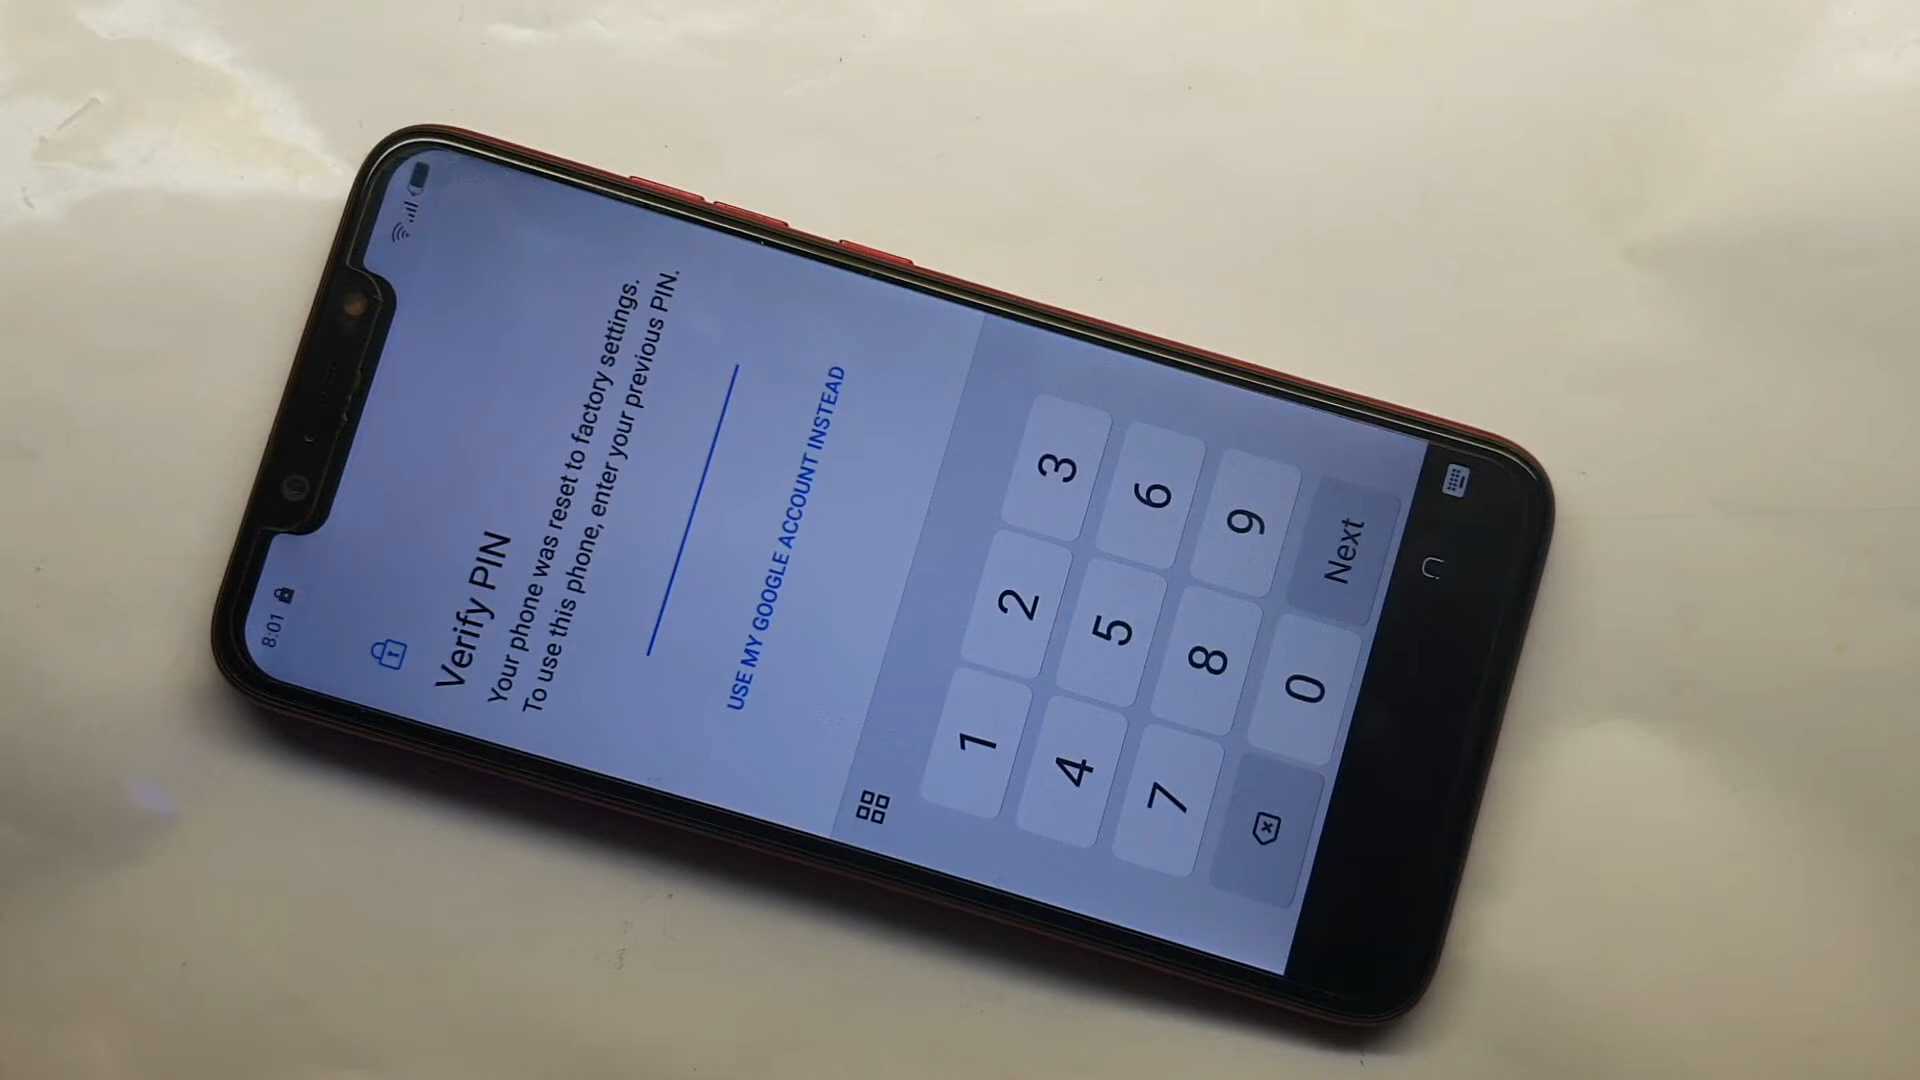 8:01
Verify PIN
Your phone was reset to factory settings.
To use this phone, enter your previous PIN.
USE MY GOOGLE ACCOUNT INSTEAD
1 2 3
4 5 6
7 8 9
0 Next